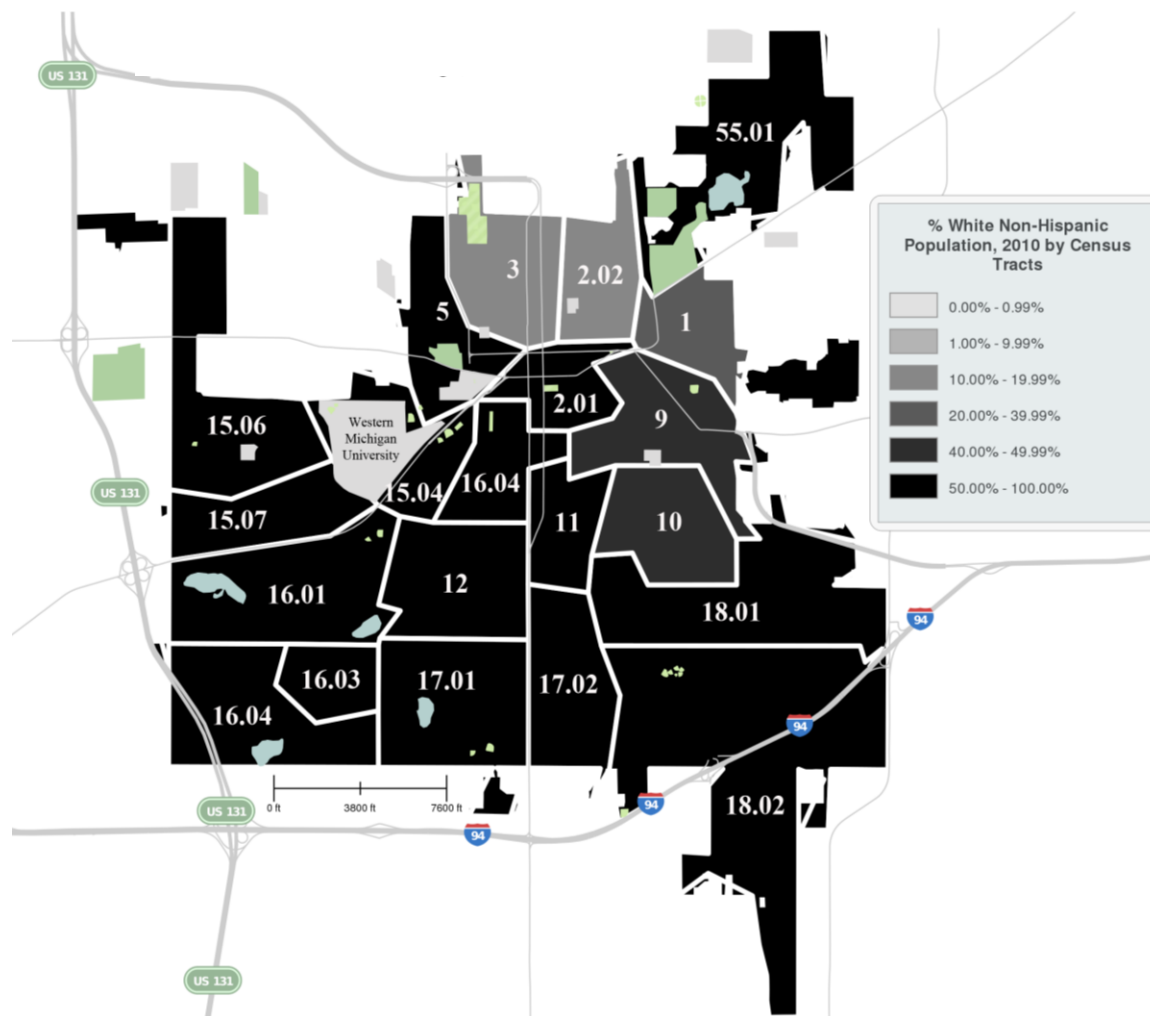 US 131
55.01
% White Non-Hispanic
Population, 2010 by Census
Tracts
0.00% - 0.99%
1.00% - 9.99%
10.00% - 19.99%
20.00% - 39.99%
40.00% - 49.99%
50.00% - 100.00%
3
2.02
5
1
2.01
9
15.06
Western
Michigan
University
US 131
15.04
16.04
15.07
11
10
16.01
12
18.01
94
16.03
17.01
17.02
16.04
94
0 ft
3800 ft
7600 ft
US 131
94
94
18.02
US 131